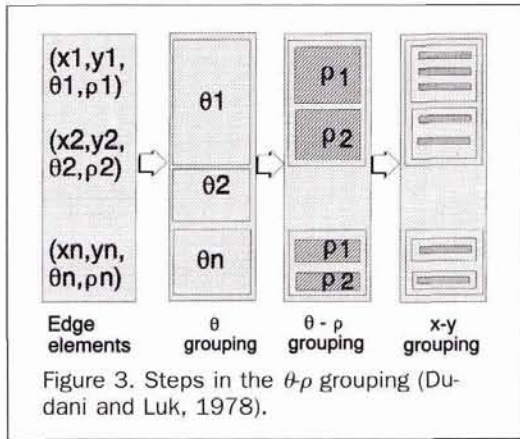 (x1,y1,
θ1,ρ1)
(x2,y2,
θ2,ρ2)
(xn,yn,
θn,ρn)
θ1
θ2
θn
ρ1
ρ2
ρ1
ρ2
Edge
elements
θ
grouping
θ - ρ
grouping
x-y
grouping
Figure 3. Steps in the θ-ρ grouping (Du-
dani and Luk, 1978).